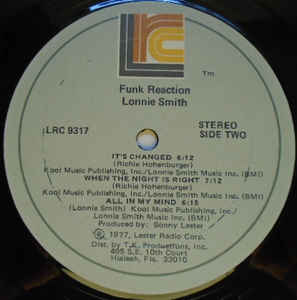 lrc
Tm
Funk Reaction
Lonnie Smith
LRC 9317
STEREO
SIDE TWO
IT'S CHANGED 6/12
(Richie Hohenburger)
Kool Music Publishing, Inc./Lonnie Smith Music Inc. (BMI)
WHEN THE NIGHT IS RIGHT 7/12
(Richie Hohenburger)
Kool Music Publishing, Inc./Lonnie Smith Music Inc. (BMI)
ALL IN MY MIND 6/15
(Lonnie Smith) Kool Music Publishing, Inc./
Lonnie Smith Music Inc. (BMI)
Produced by: Sonny Lester
© 1977, Lester Radio Corp.
Dist. by T.K. Productions, Inc.
495 S.E. 10th Court
Hialeah, Fla. 33010